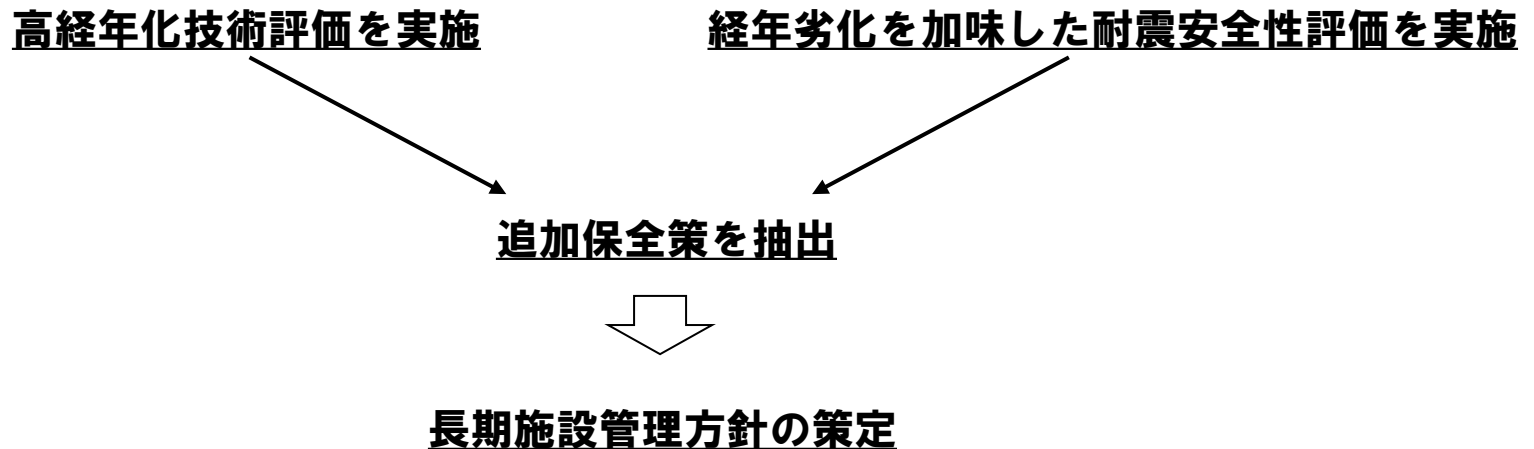 高経年化技術評価を実施
経年劣化を加味した耐震安全性評価を実施
追加保全策を抽出
長期施設管理方針の策定